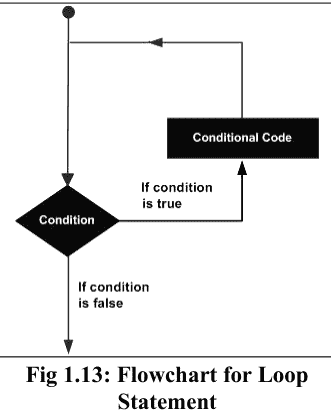 Conditional Code
If condition
is true
Condition
If condition
is false
Fig 1.13: Flowchart for Loop
Statement